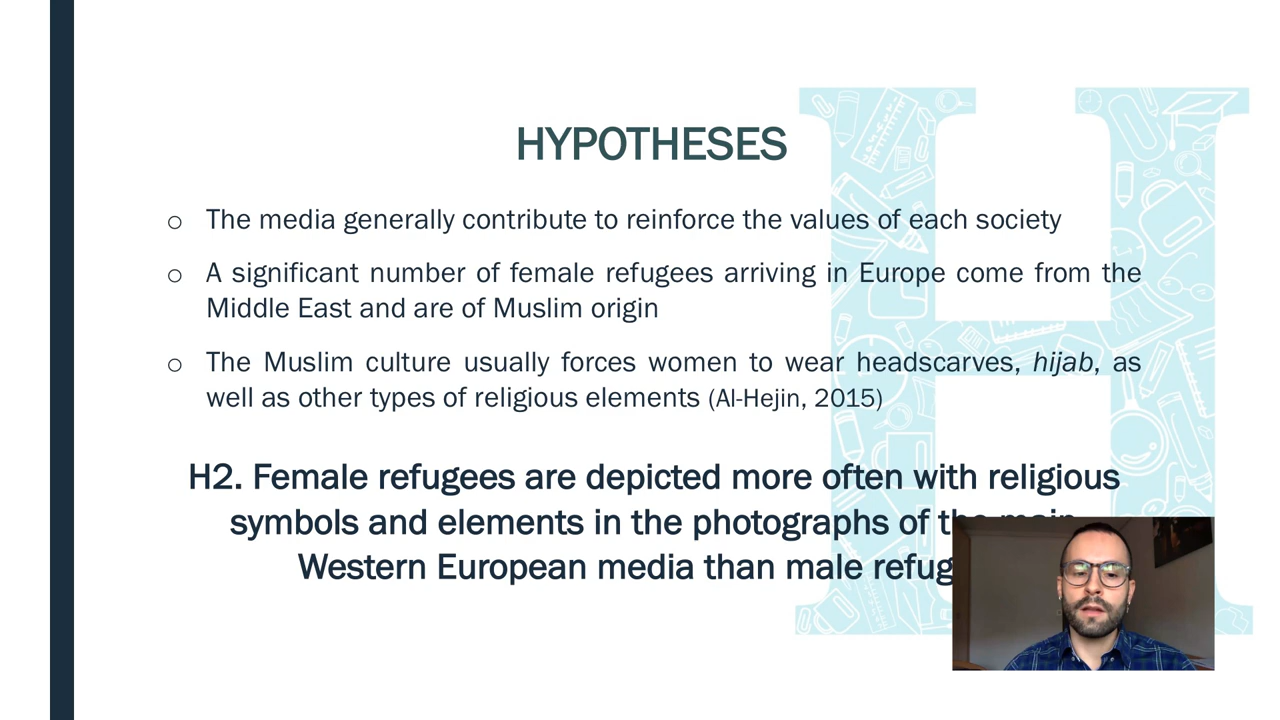 HYPOTHESES
o The media generally contribute to reinforce the values of each society
o A significant number of female refugees arriving in Europe come from the
Middle East and are of Muslim origin
o The Muslim culture usually forces women to wear headscarves, hijab, as
well as other types of religious elements (Al-Hejin, 2015)
H2. Female refugees are depicted more often with religious
symbols and elements in the photographs of the main
Western European media than male